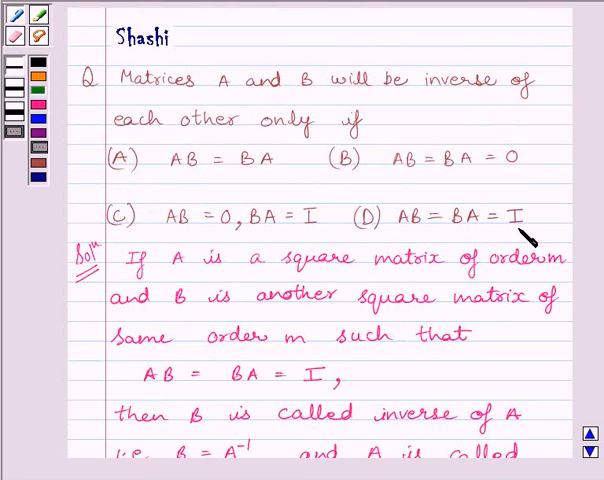 Shashi
Q Matrices A and B will be inverse of
each other only if
(A) AB = BA (B) AB = BA = 0
(C) AB = 0, BA = I (D) AB = BA = I
Solⁿ If A is a square matrix of order m
and B is another square matrix of
same order m such that
AB = BA = I,
then B is called inverse of A
i.e. B = A⁻¹ and A is called